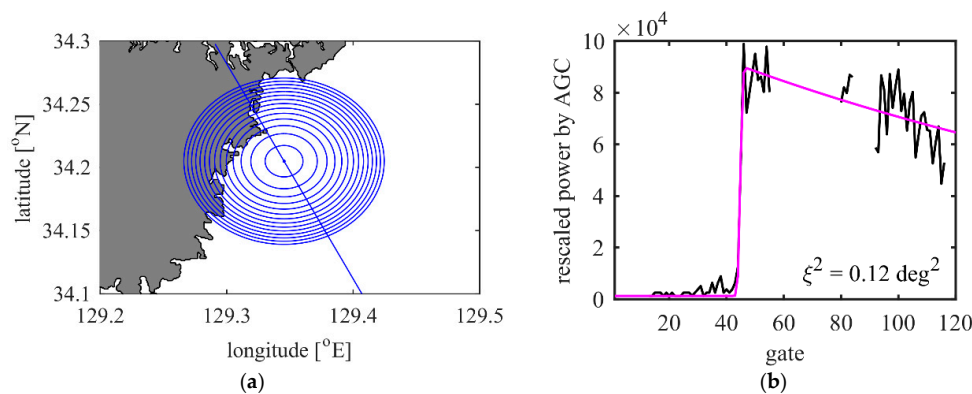 34.3
34.25
34.2
34.15
34.1
latitude [°N]
129.2 129.3 129.4 129.5
longitude [°E]
(a)
×10⁴
10
8
6
4
2
0
rescaled power by AGC
ξ² = 0.12 deg²
20 40 60 80 100 120
gate
(b)